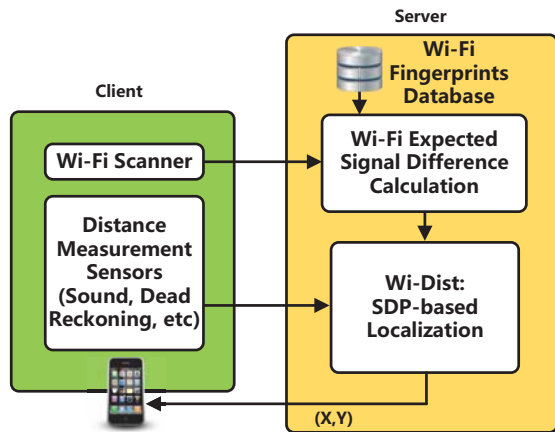 Server
Wi-Fi
Fingerprints
Database
Client
Wi-Fi Scanner
Wi-Fi Expected
Signal Difference
Calculation
Distance
Measurement
Sensors
(Sound, Dead
Reckoning, etc)
Wi-Dist:
SDP-based
Localization
(X,Y)